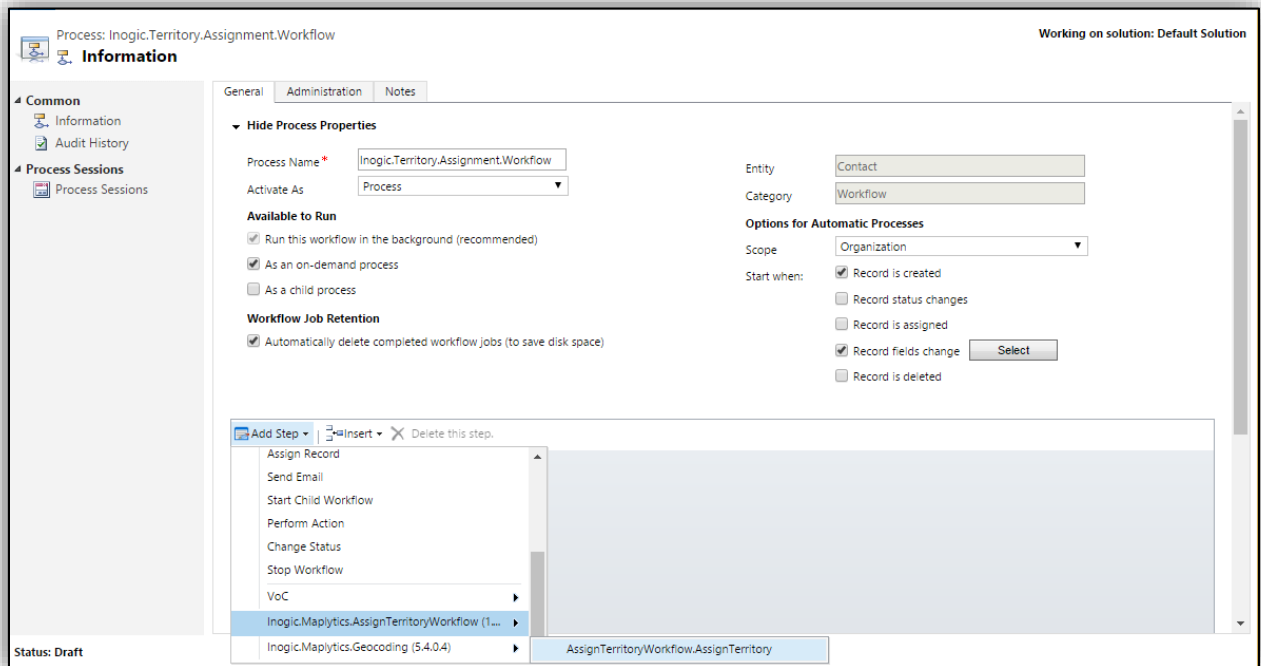 Process: Inogic.Territory.Assignment.Workflow
Information
Working on solution: Default Solution
Common
Information
Audit History
Process Sessions
Process Sessions
General
Administration
Notes
Hide Process Properties
Process Name *
Inogic.Territory.Assignment.Workflow
Activate As
Process
Available to Run
Run this workflow in the background (recommended)
As an on-demand process
As a child process
Workflow Job Retention
Automatically delete completed workflow jobs (to save disk space)
Entity
Contact
Category
Workflow
Options for Automatic Processes
Scope
Organization
Start when:
Record is created
Record status changes
Record is assigned
Record fields change
Select
Record is deleted
Add Step
Insert
Delete this step.
Assign Record
Send Email
Start Child Workflow
Perform Action
Change Status
Stop Workflow
VoC
Inogic.Maplytics.AssignTerritoryWorkflow (1....
Inogic.Maplytics.Geocoding (5.4.0.4)
AssignTerritoryWorkflow.AssignTerritory
Status: Draft